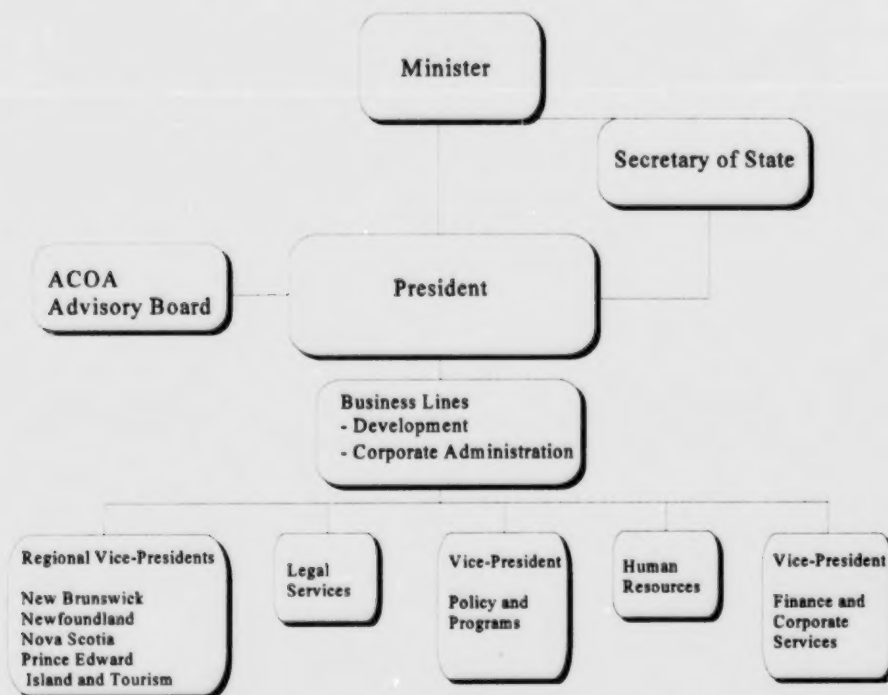 Minister
Secretary of State
ACOA
Advisory Board
President
Business Lines
- Development
- Corporate Administration
Regional Vice-Presidents
New Brunswick
Newfoundland
Nova Scotia
Prince Edward
Island and Tourism
Legal
Services
Vice-President
Policy and
Programs
Human
Resources
Vice-President
Finance and
Corporate
Services